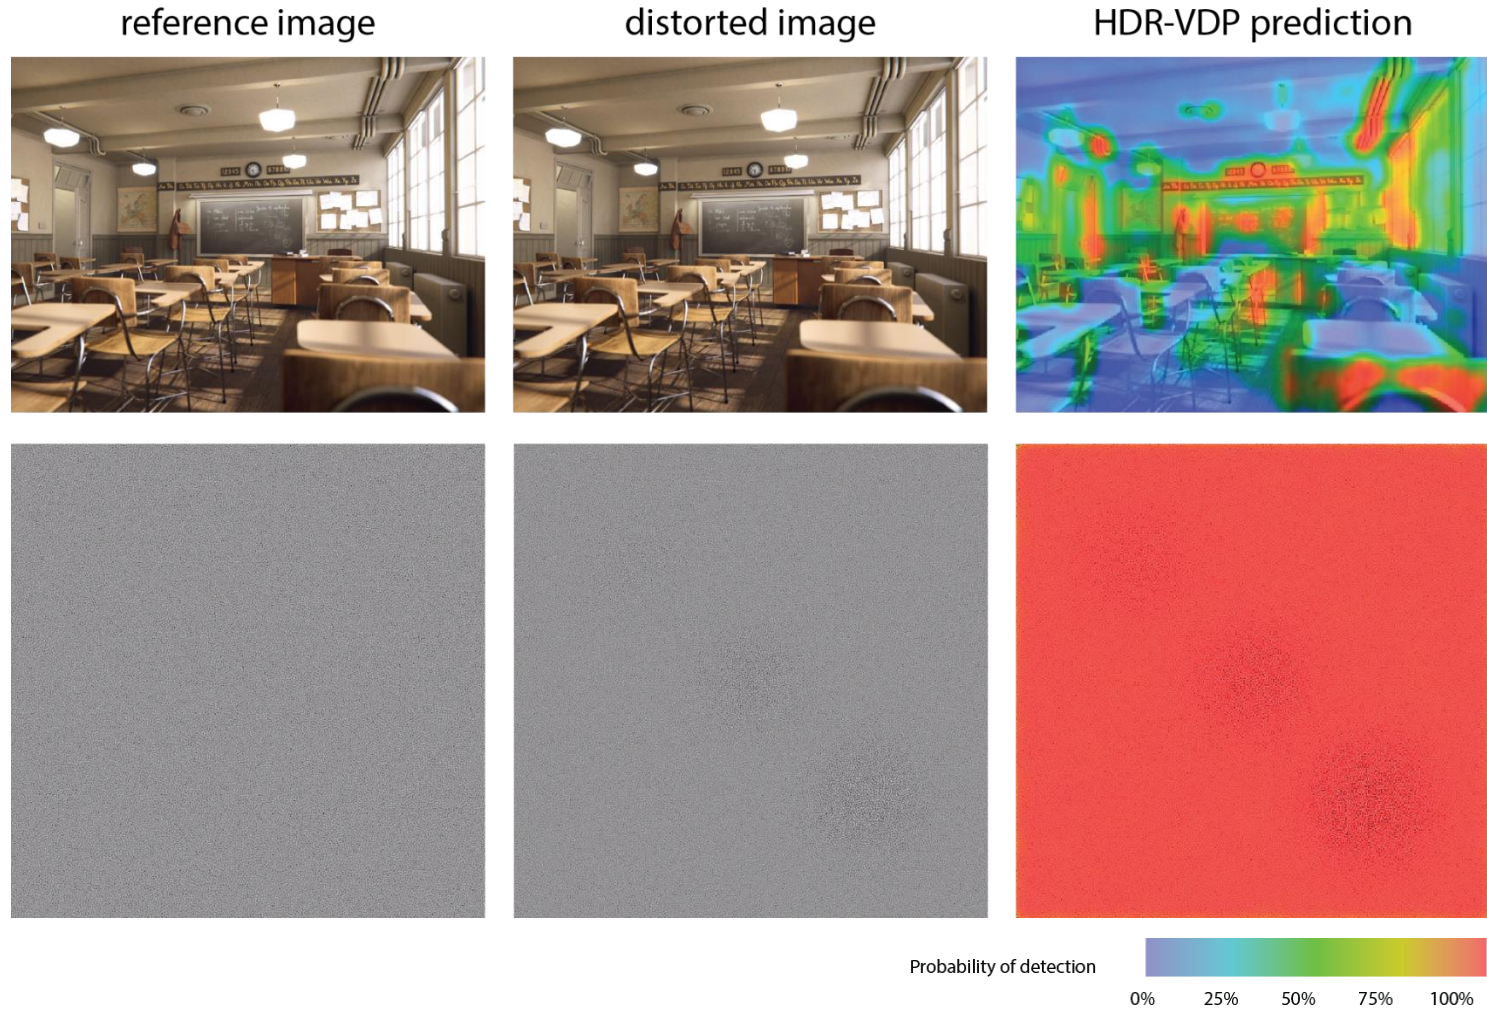 reference image
distorted image
HDR-VDP prediction
Probability of detection
0%
25%
50%
75%
100%